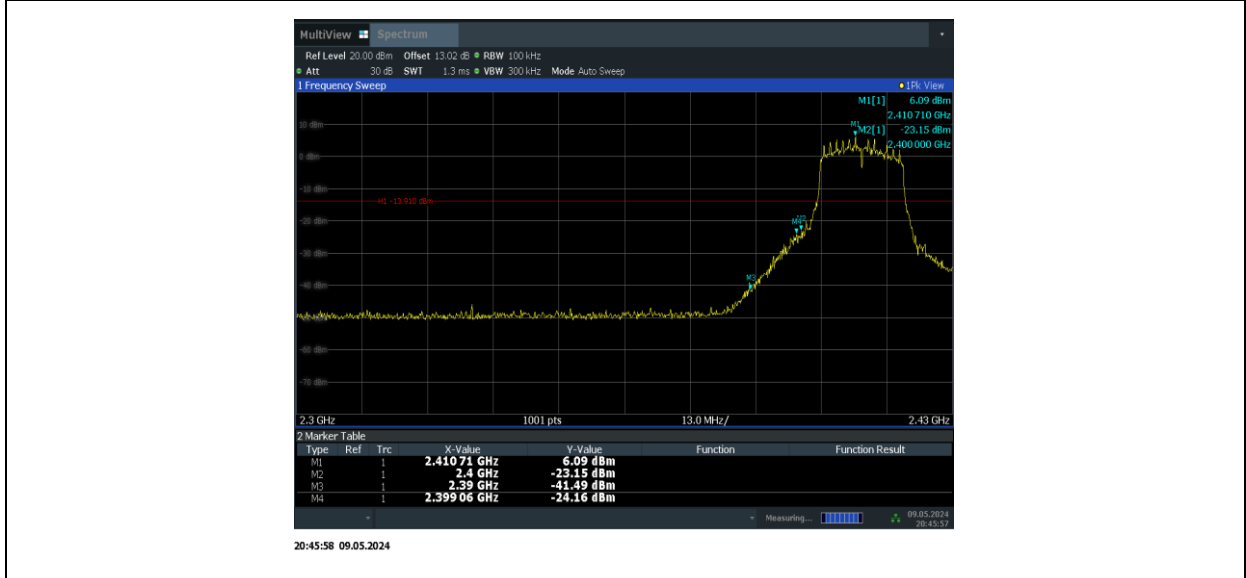 MultiView Spectrum
Ref Level 20.00 dBm Offset 13.02 dB RBW 100 kHz
Att 30 dB SWT 1.3 ms VBW 300 kHz Mode Auto Sweep
1 Frequency Sweep 1Pk View
M1[1] 6.09 dBm
2.410 710 GHz
M2[1] -23.15 dBm
2.400 000 GHz
M1
10 dBm
0 dBm
-10 dBm
H1 -13.910 dBm
-20 dBm
M4
-30 dBm
M3
-40 dBm
-60 dBm
-70 dBm
2.3 GHz 1001 pts 13.0 MHz/ 2.43 GHz
2 Marker Table
Type Ref Trc X-Value Y-Value Function Function Result
M1 1 2.410 71 GHz 6.09 dBm
M2 1 2.4 GHz -23.15 dBm
M3 1 2.39 GHz -41.49 dBm
M4 1 2.399 06 GHz -24.16 dBm
Measuring... 09.05.2024
20:45:57
20:45:58 09.05.2024